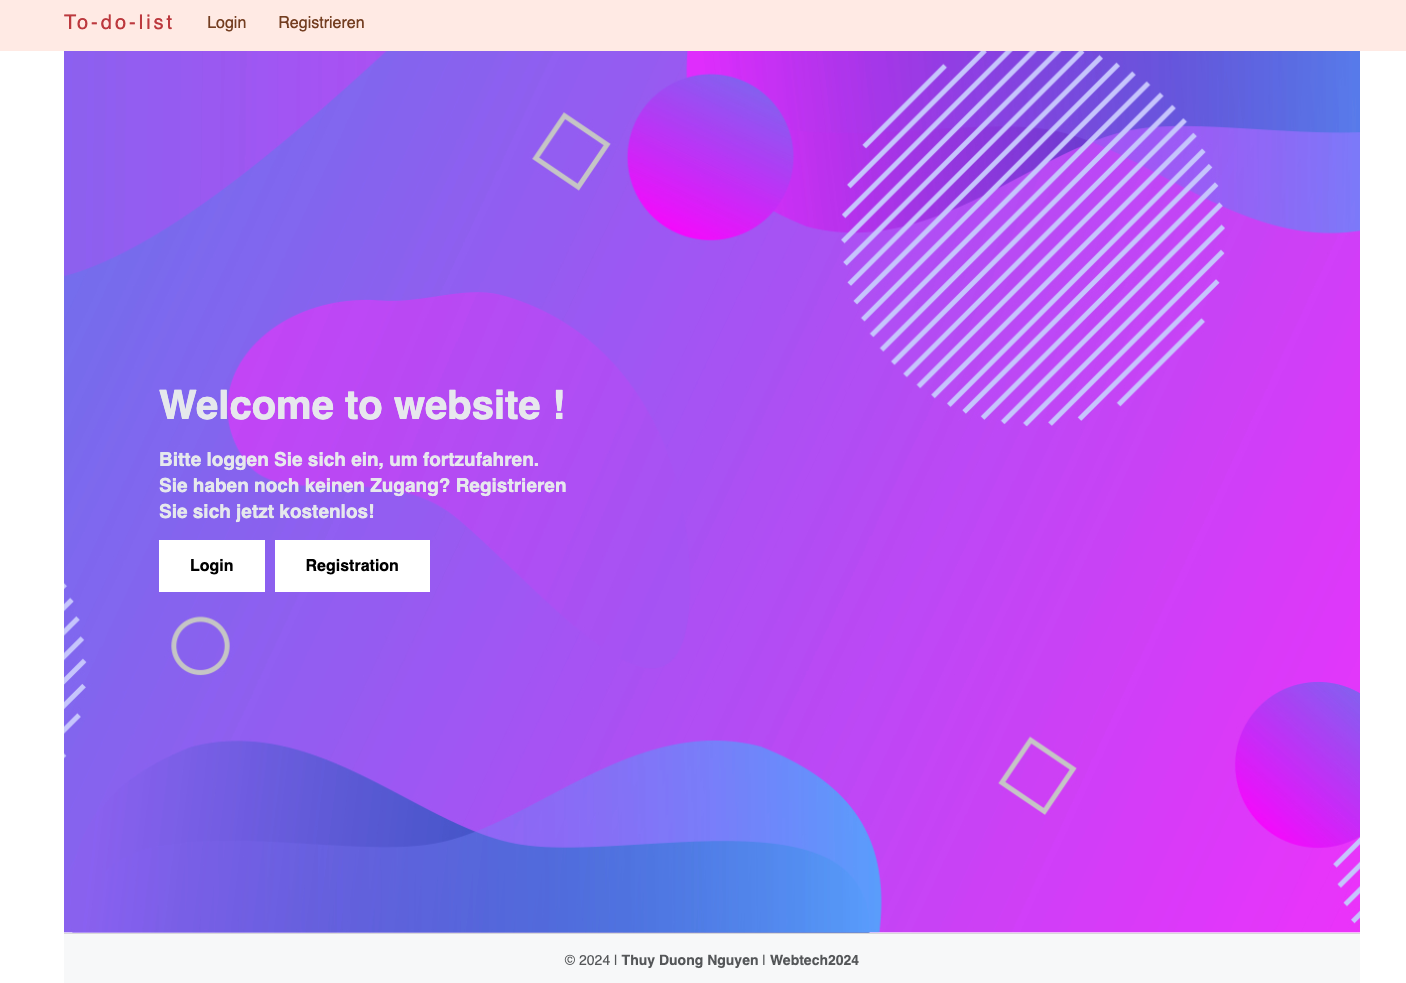 To-do-list Login Registrieren
Welcome to website !
Bitte loggen Sie sich ein, um fortzufahren.
Sie haben noch keinen Zugang? Registrieren
Sie sich jetzt kostenlos!
Login Registration
© 2024 | Thuy Duong Nguyen | Webtech2024